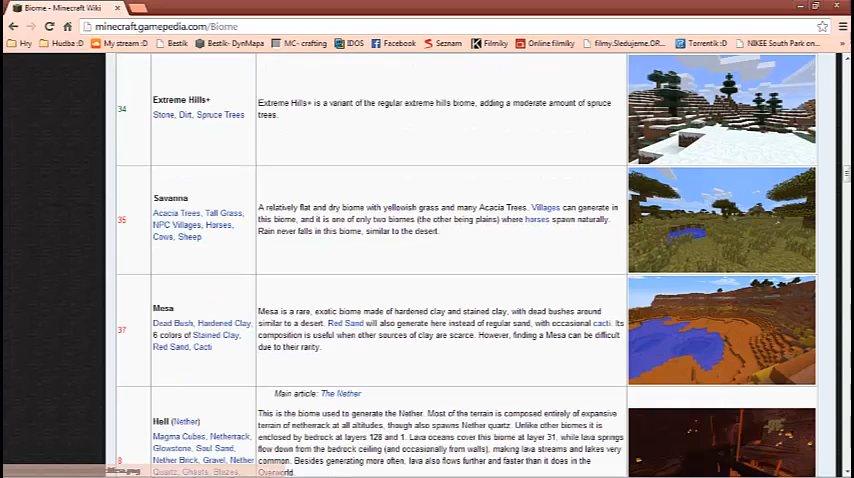 Biome - Minecraft Wiki
minecraft.gamepedia.com/Biome
Hry Hudba :D My stream :D Bestik Bestik- DynMapa MC- crafting IDOS Facebook Seznam Filmiky Online filmiky filmy.Sledujeme.OR... Torrentik :D NIKEE South Park on...
34
Extreme Hills+
Stone, Dirt, Spruce Trees
Extreme Hills+ is a variant of the regular extreme hills biome, adding a moderate amount of spruce
trees.
35
Savanna
Acacia Trees, Tall Grass,
NPC Villages, Horses,
Cows, Sheep
A relatively flat and dry biome with yellowish grass and many Acacia Trees. Villages can generate in
this biome, and it is one of only two biomes (the other being plains) where horses spawn naturally.
Rain never falls in this biome, similar to the desert.
37
Mesa
Dead Bush, Hardened Clay,
6 colors of Stained Clay,
Red Sand, Cacti
Mesa is a rare, exotic biome made of hardened clay and stained clay, with dead bushes around
similar to a desert. Red Sand will also generate here instead of regular sand, with occasional cacti. Its
composition is useful when other sources of clay are scarce. However, finding a Mesa can be difficult
due to their rarity.
8
Hell (Nether)
Magma Cubes, Netherrack,
Glowstone, Soul Sand,
Nether Brick, Gravel, Nether
Quartz, Ghasts, Blazes,
Main article: The Nether
This is the biome used to generate the Nether. Most of the terrain is composed entirely of expansive
terrain of netherrack at all altitudes, though also spawns Nether quartz. Unlike other biomes it is
enclosed by bedrock at layers 128 and 1. Lava oceans cover this biome at layer 31, while lava springs
flow down from the bedrock ceiling (and occasionally from walls), making lava streams and lakes very
common. Besides generating more often, lava also flows further and faster than it does in the
Overworld.